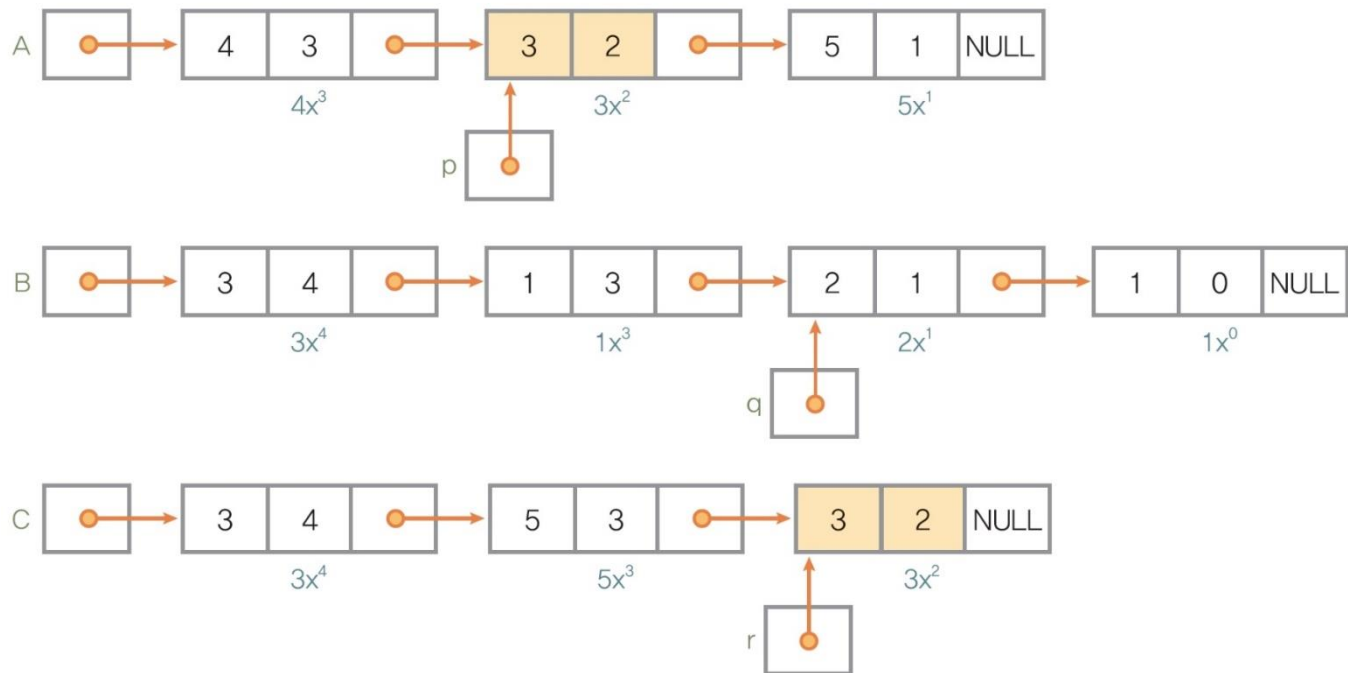 A 4 3 3 2 5 1 NULL
4x³ 3x² 5x¹
p
B 3 4 1 3 2 1 1 0 NULL
3x⁴ 1x³ 2x¹ 1x⁰
q
C 3 4 5 3 3 2 NULL
3x⁴ 5x³ 3x²
r